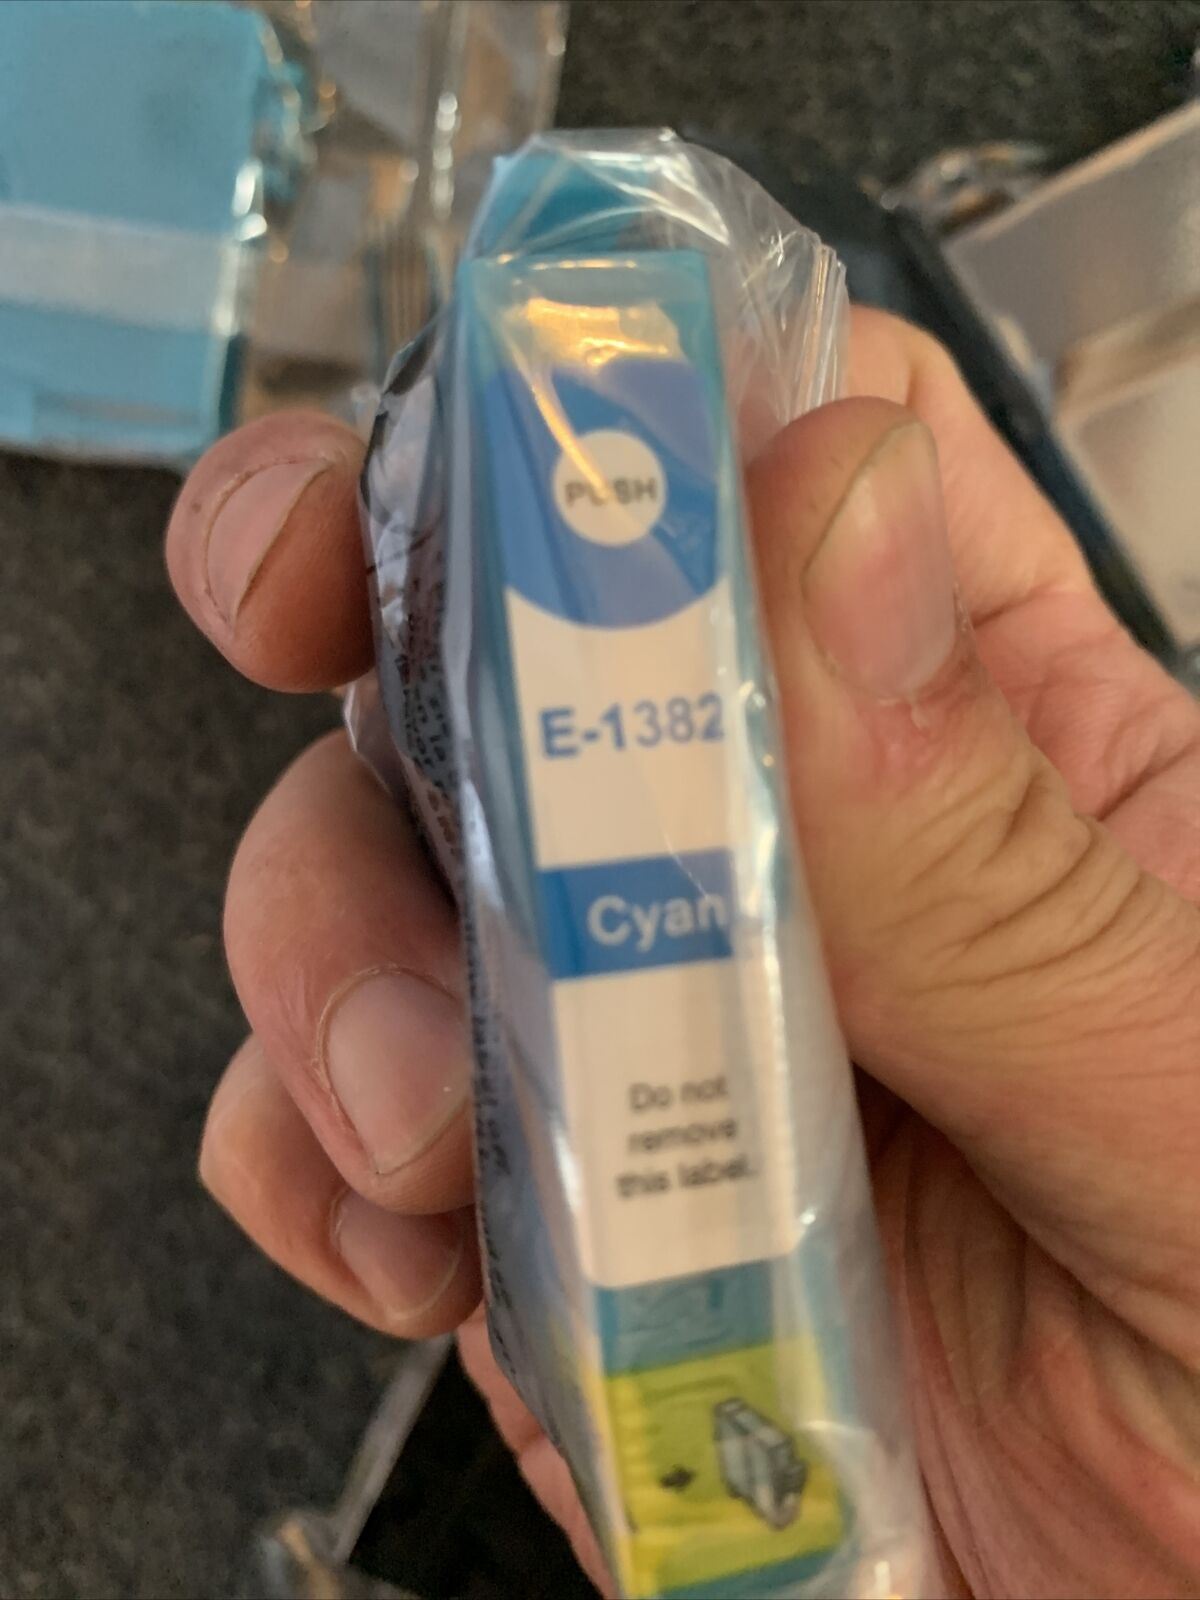 PUSH
E-1382
Cyan
Do not
remove
this label.